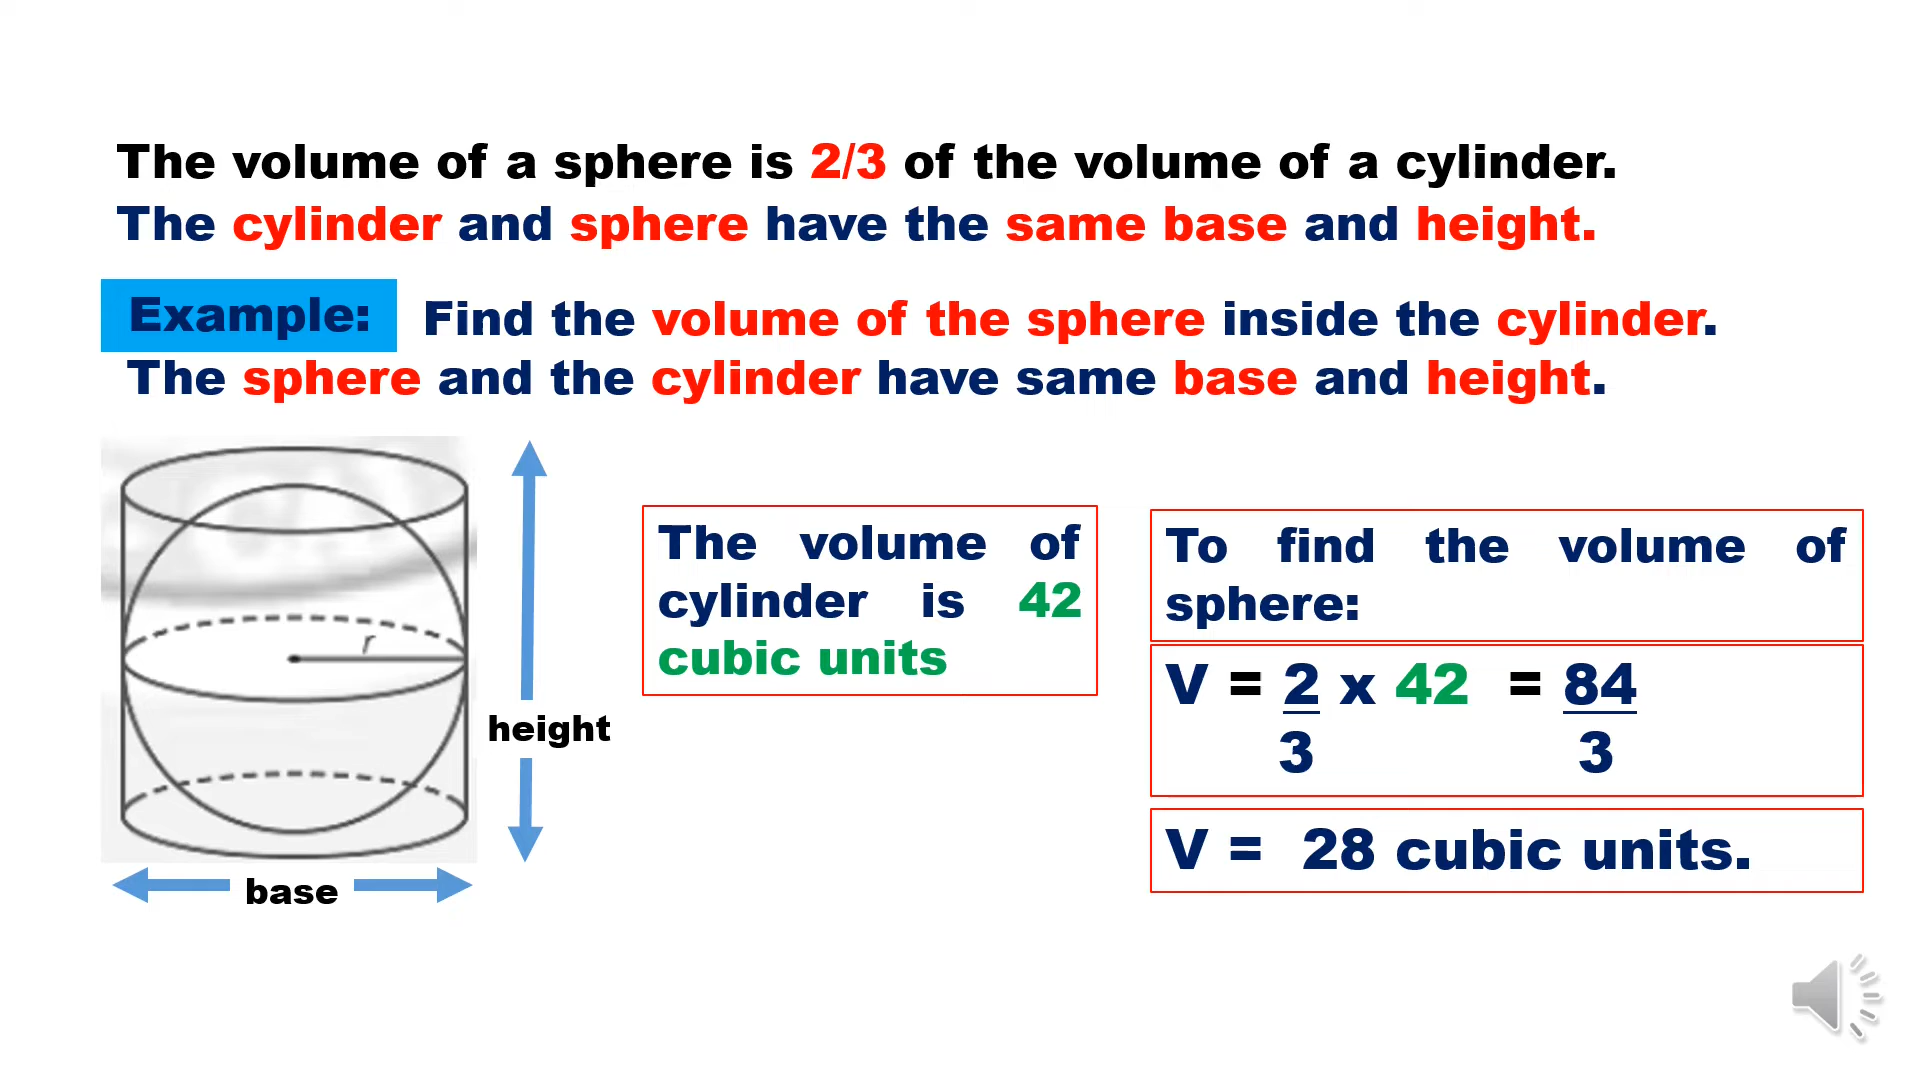 The volume of a sphere is 2/3 of the volume of a cylinder.
The cylinder and sphere have the same base and height.
Example: Find the volume of the sphere inside the cylinder.
The sphere and the cylinder have same base and height.
r
height
base
The volume of
cylinder is 42
cubic units
To find the volume of
sphere:
V = 2 x 42 = 84
3 3
V = 28 cubic units.